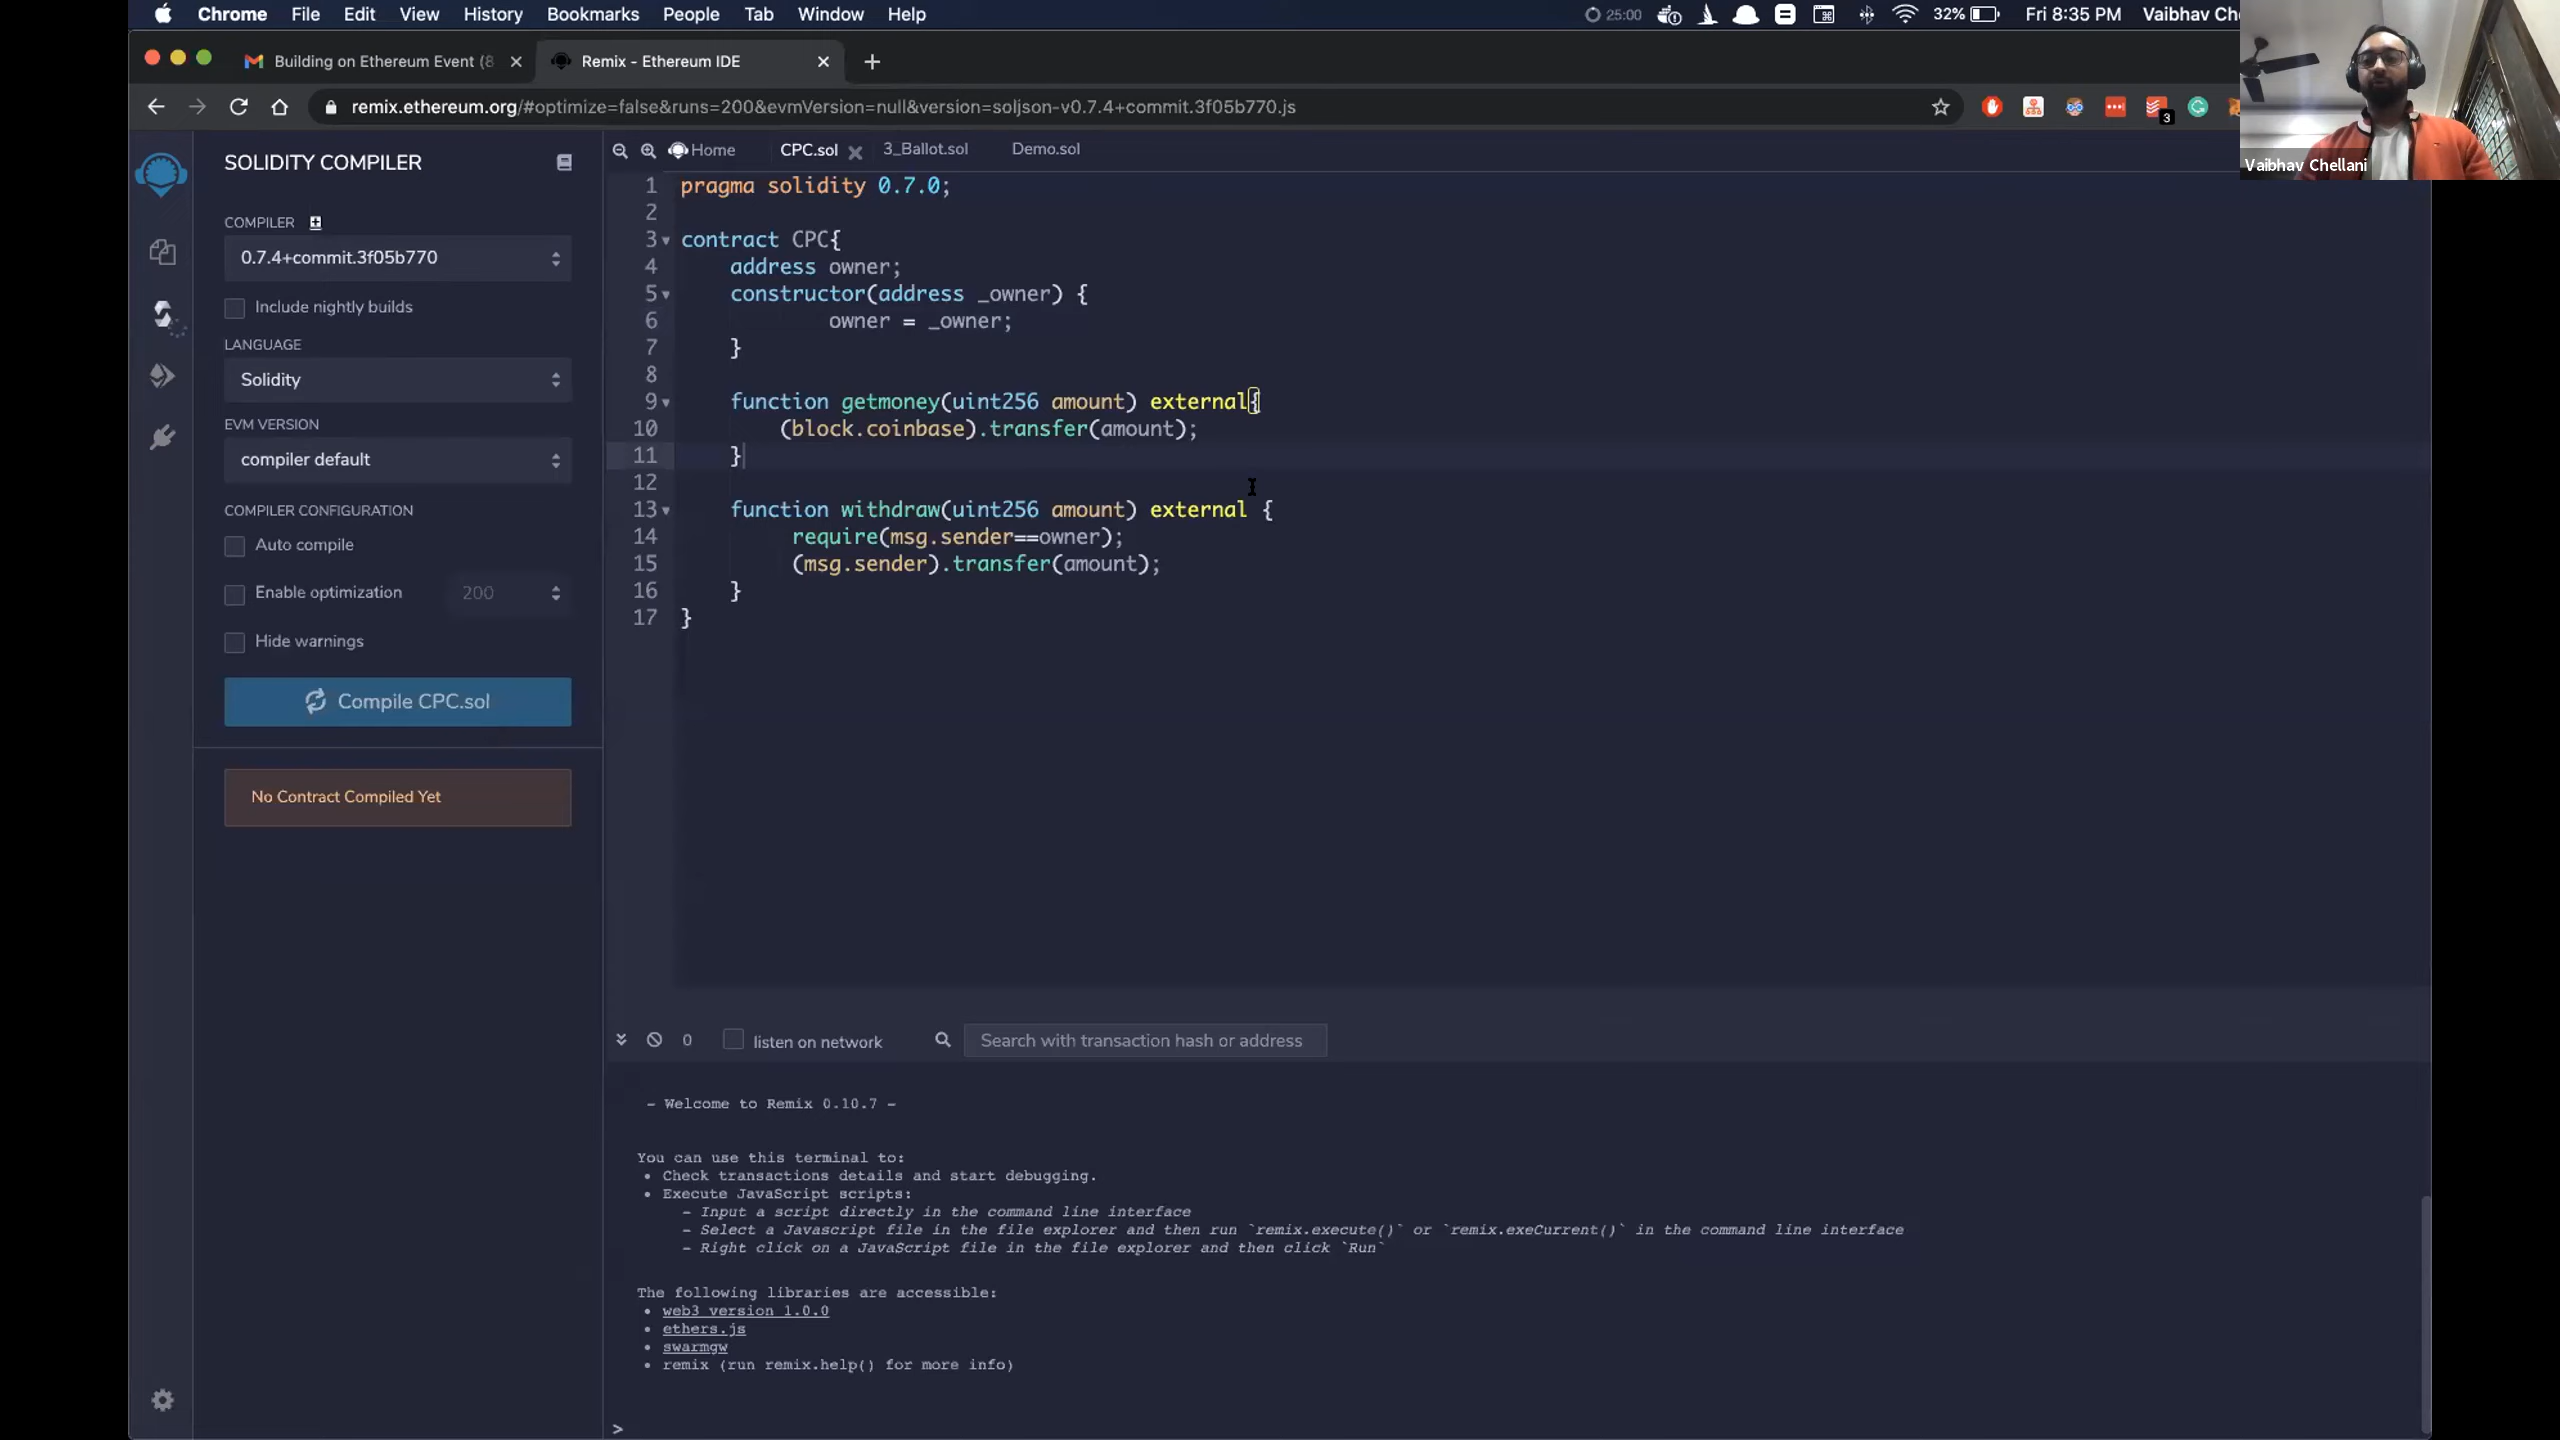 Chrome File Edit View History Bookmarks People Tab Window Help
25:00 32% Fri 8:35 PM Vaibhav Che
Building on Ethereum Event (8
Remix - Ethereum IDE
remix.ethereum.org/#optimize=false&runs=200&evmVersion=null&version=soljson-v0.7.4+commit.3f05b770.js
3
Vaibhav Chellani
SOLIDITY COMPILER
COMPILER
0.7.4+commit.3f05b770
Include nightly builds
LANGUAGE
Solidity
EVM VERSION
compiler default
COMPILER CONFIGURATION
Auto compile
Enable optimization 200
Hide warnings
Compile CPC.sol
No Contract Compiled Yet
Home CPC.sol 3_Ballot.sol Demo.sol
1 pragma solidity 0.7.0;
2
3 contract CPC{
4 address owner;
5 constructor(address _owner) {
6 owner = _owner;
7 }
8
9 function getmoney(uint256 amount) external{
10 (block.coinbase).transfer(amount);
11 }
12
13 function withdraw(uint256 amount) external {
14 require(msg.sender==owner);
15 (msg.sender).transfer(amount);
16 }
17 }
0 listen on network Search with transaction hash or address
- Welcome to Remix 0.10.7 -
You can use this terminal to:
• Check transactions details and start debugging.
• Execute JavaScript scripts:
- Input a script directly in the command line interface
- Select a Javascript file in the file explorer and then run `remix.execute()` or `remix.exeCurrent()` in the command line interface
- Right click on a JavaScript file in the file explorer and then click `Run`
The following libraries are accessible:
• web3 version 1.0.0
• ethers.js
• swarmgw
• remix (run remix.help() for more info)
>